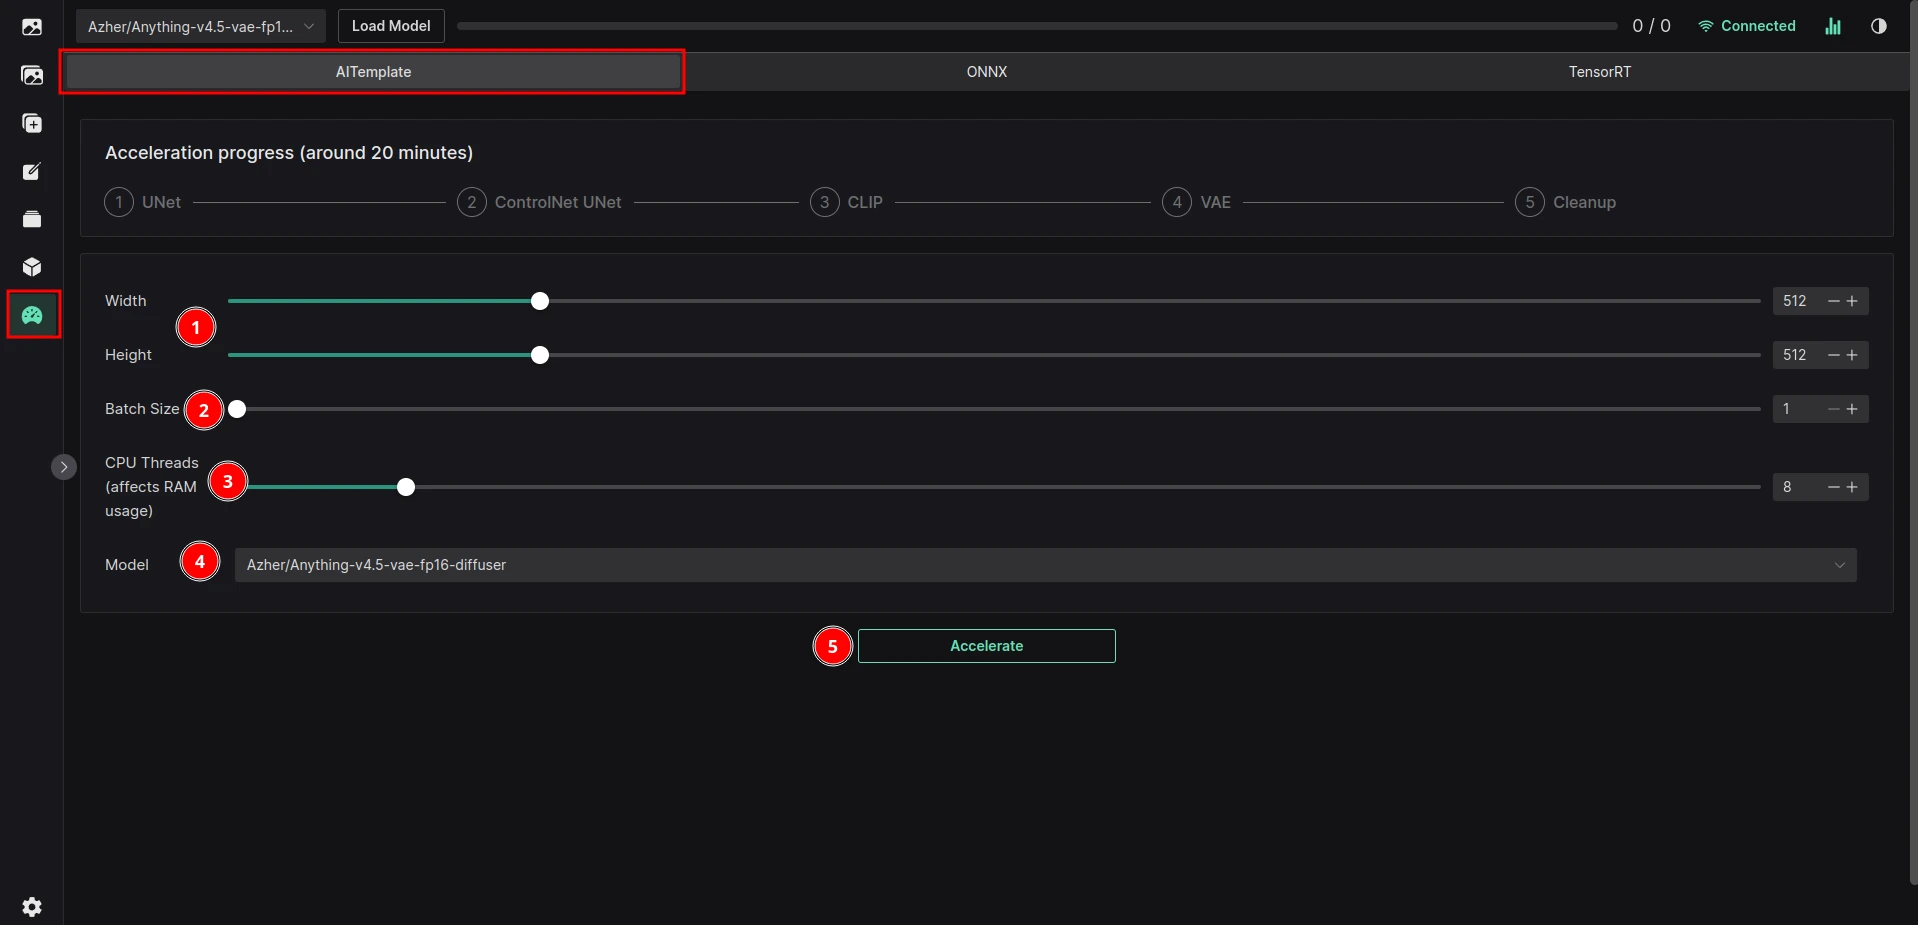 Azher/Anything-v4.5-vae-fp1...
Load Model
0 / 0
Connected
AITemplate
ONNX
TensorRT
Acceleration progress (around 20 minutes)
1 UNet
2 ControlNet UNet
3 CLIP
4 VAE
5 Cleanup
Width
512
1
Height
512
Batch Size
2
1
CPU Threads
(affects RAM
usage)
3
8
Model
4
Azher/Anything-v4.5-vae-fp16-diffuser
5
Accelerate